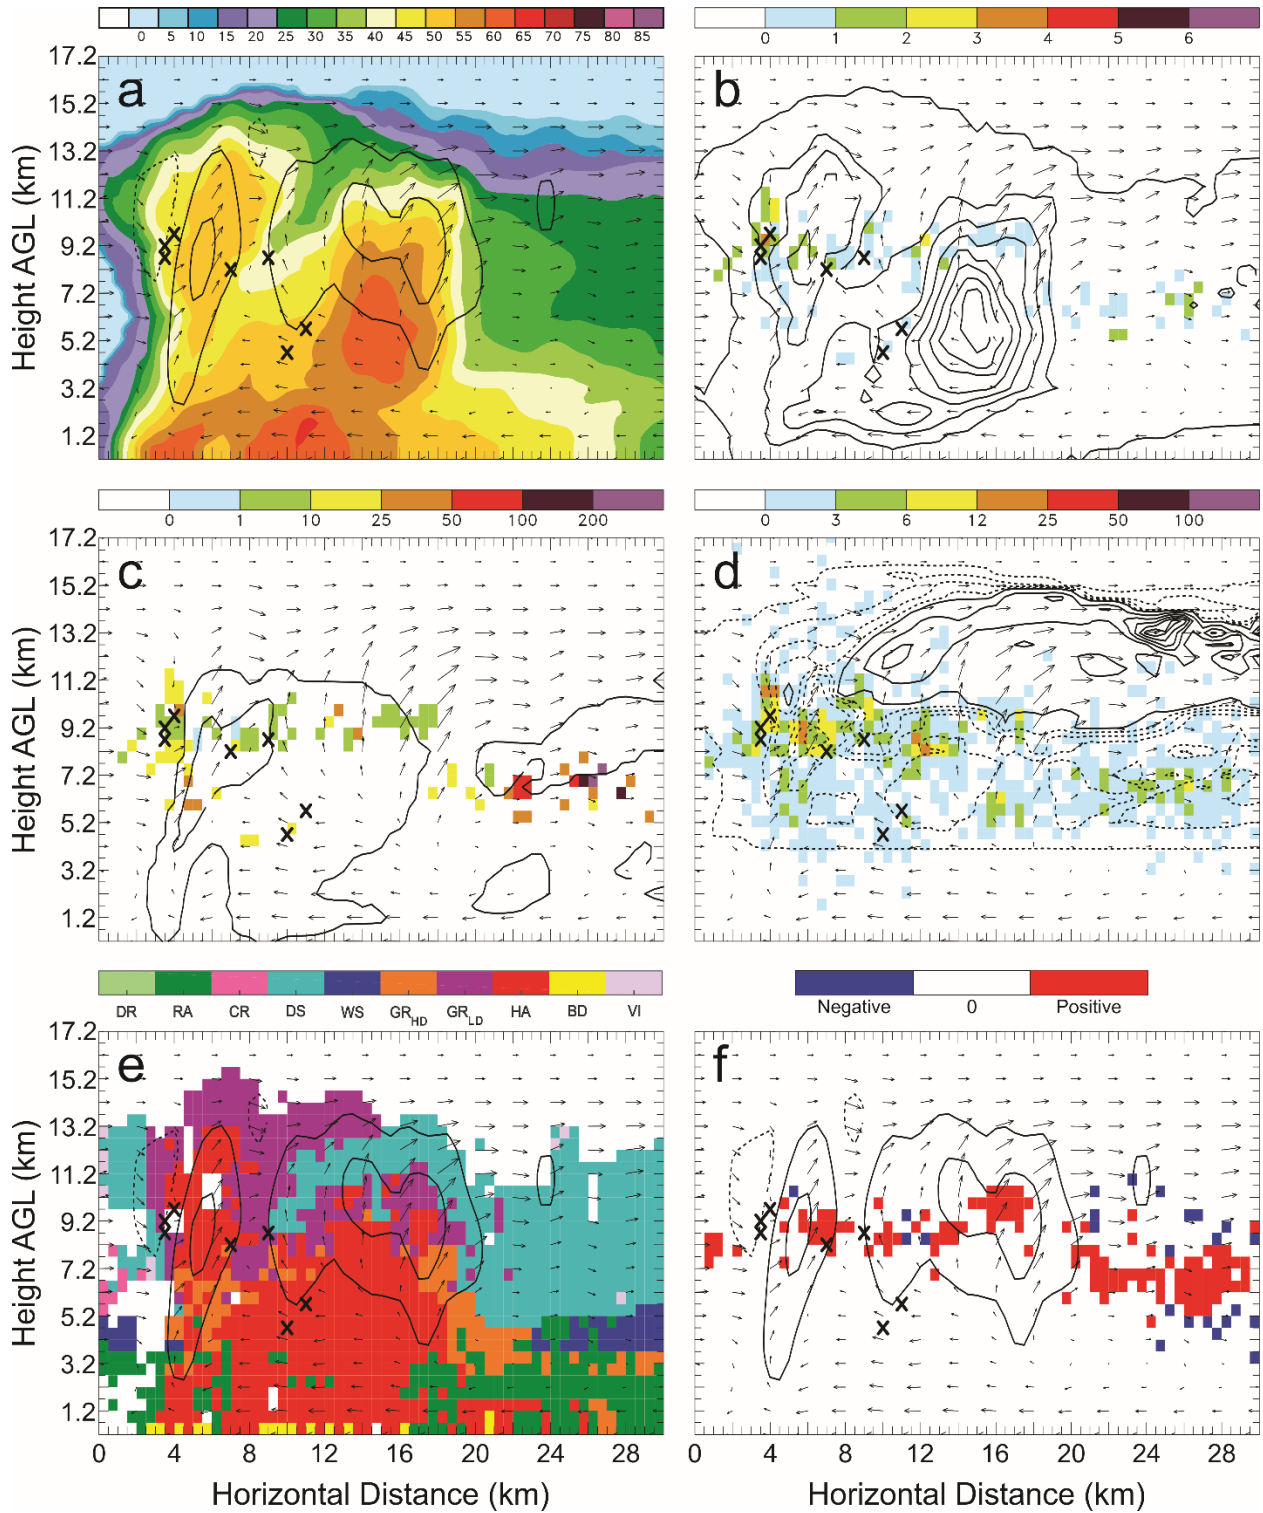 0 5 10 15 20 25 30 35 40 45 50 55 60 65 70 75 80 85
0 1 2 3 4 5 6
a
b
17.2
15.2
13.2
11.2
9.2
7.2
5.2
3.2
1.2
Height AGL (km)
0 1 10 25 50 100 200
0 3 6 12 25 50 100
c
d
17.2
15.2
13.2
11.2
9.2
7.2
5.2
3.2
1.2
Height AGL (km)
DR RA CR DS WS GRHD GRLD HA BD VI
Negative 0 Positive
e
f
17.2
15.2
13.2
11.2
9.2
7.2
5.2
3.2
1.2
Height AGL (km)
0 4 8 12 16 20 24 28
0 4 8 12 16 20 24 28
Horizontal Distance (km)
Horizontal Distance (km)